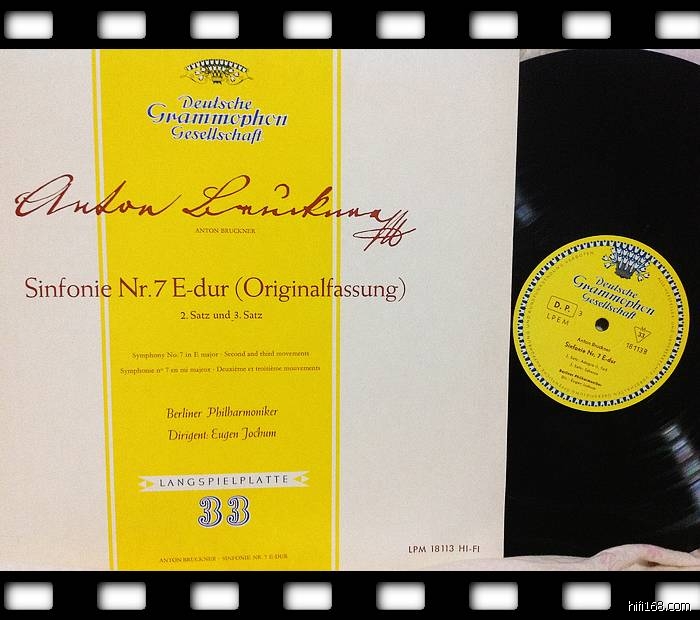 Deutsche
Grammophon
Gesellschaft
Anton Bruckner
ANTON BRUCKNER
Sinfonie Nr. 7 E-dur (Originalfassung)
2. Satz und 3. Satz
Symphony No. 7 in E major · Second and third movements
Symphonie n° 7 en mi majeur · Deuxième et troisième mouvements
Berliner Philharmoniker
Dirigent: Eugen Jochum
LANGSPIELPLATTE
33
ANTON BRUCKNER · SINFONIE NR. 7 E-DUR
LPM 18113 HI-FI
Deutsche
Grammophon
Gesellschaft
D.P.
3
LPEM
33
Anton Bruckner
Sinfonie Nr. 7 E-dur
Berliner Philharmoniker
hifi168.com